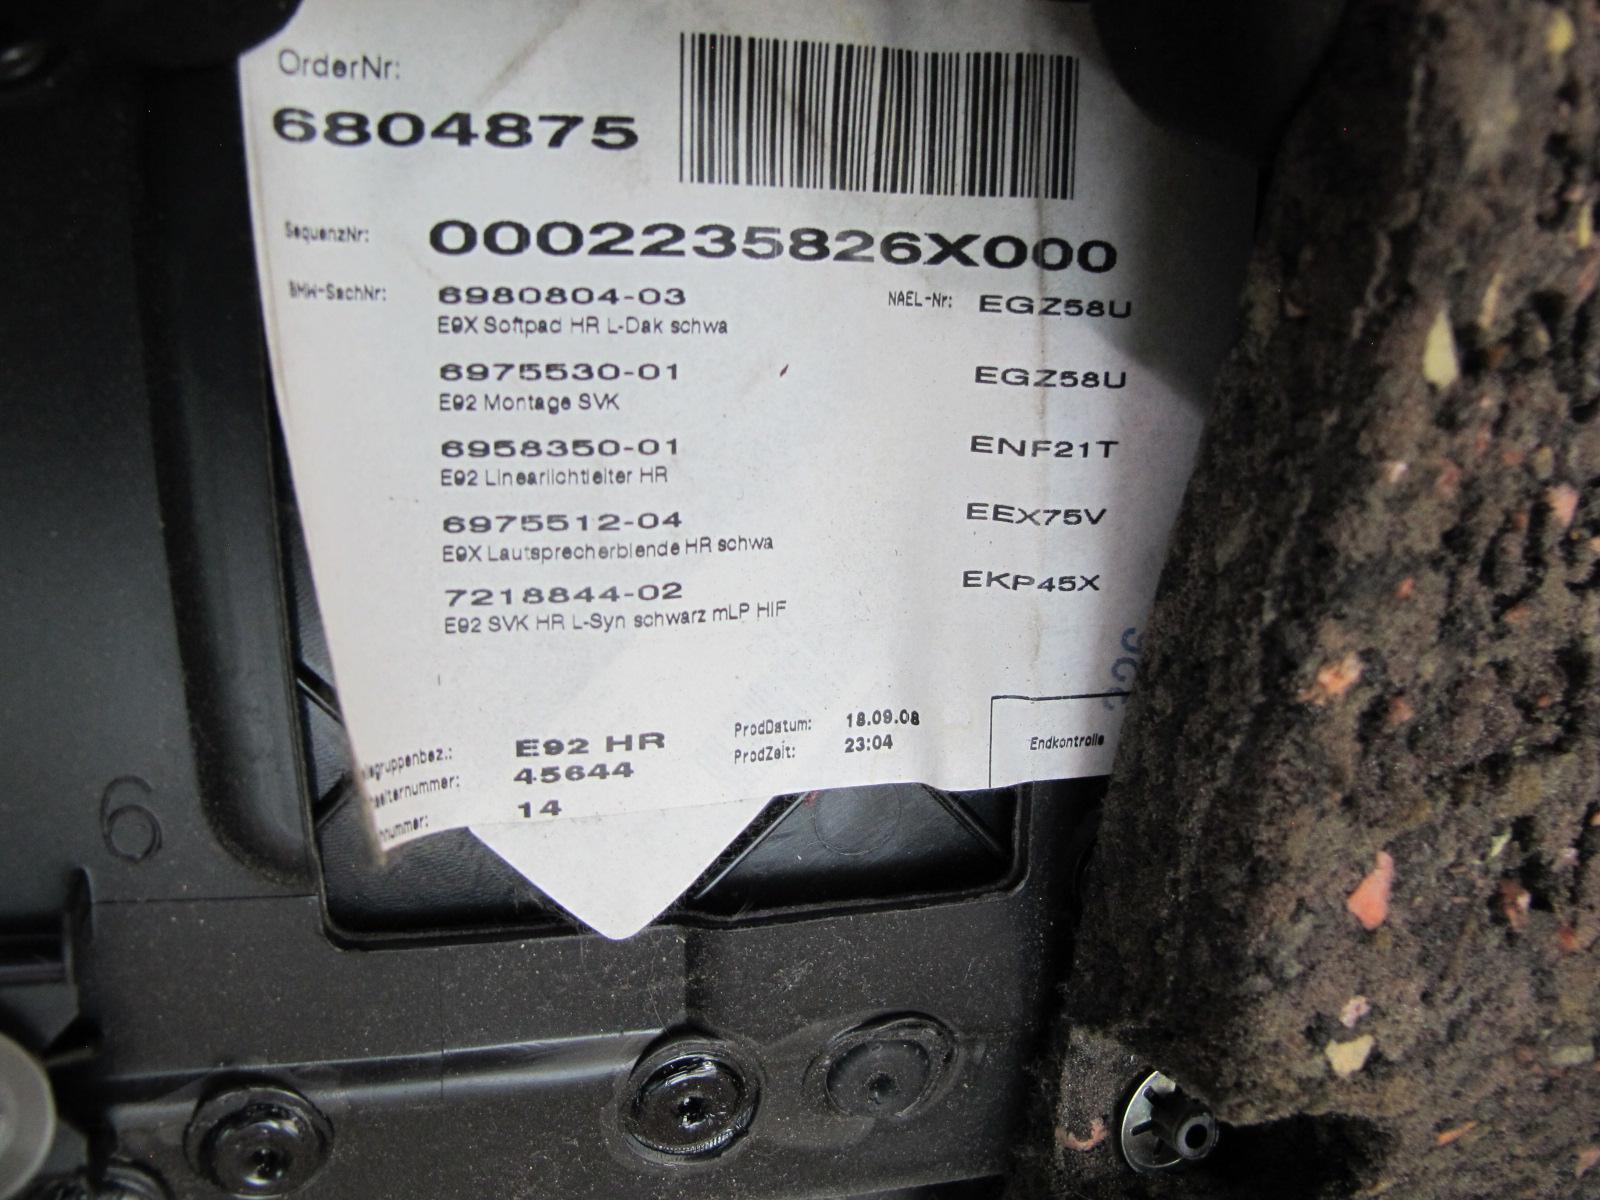 OrderNr:
6804875
SequenzNr: 0002235826X000
BMW-SachNr: 6980804-03 NAEL-Nr: EGZ58U
E9X Softpad HR L-Dak schwa
6975530-01 EGZ58U
E92 Montage SVK
6958350-01 ENF21T
E92 Linearlichtleiter HR
6975512-04 EEX75V
E9X Lautsprecherblende HR schwa
7218844-02 EKP45X
E92 SVK HR L-Syn schwarz mLP HIF
gruppenbez.: E92 HR ProdDatum: 18.09.08
elternummer: 45644 ProdZeit: 23:04
nummer: 14
Endkontrolle
6